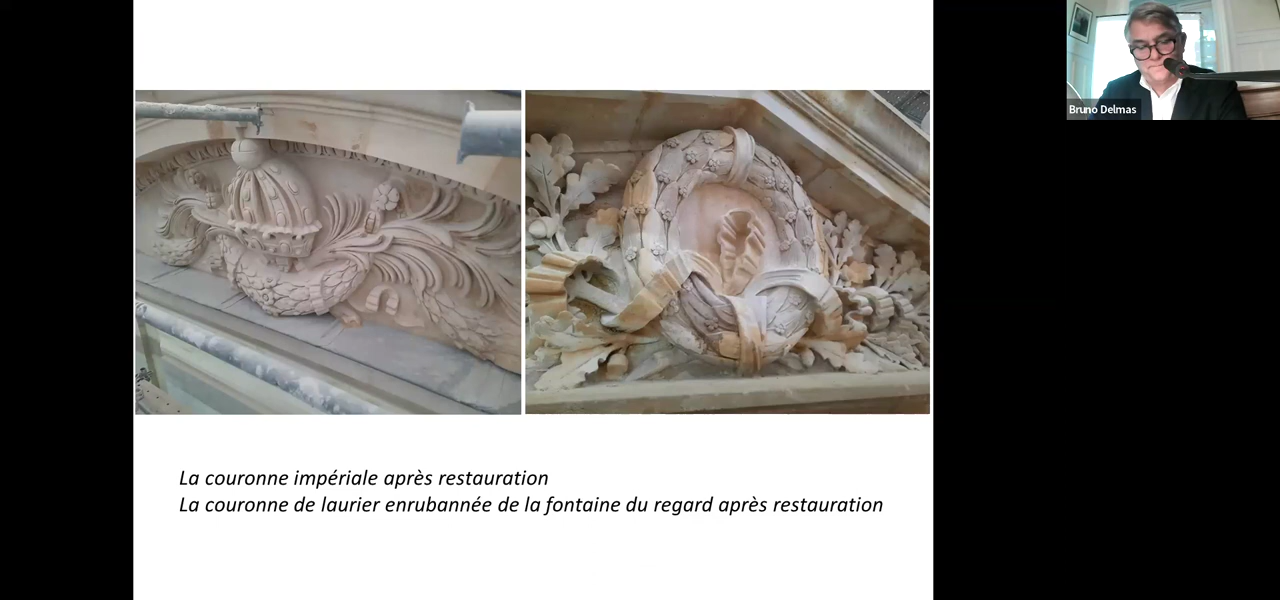 Bruno Delmas
La couronne impériale après restauration
La couronne de laurier enrubannée de la fontaine du regard après restauration